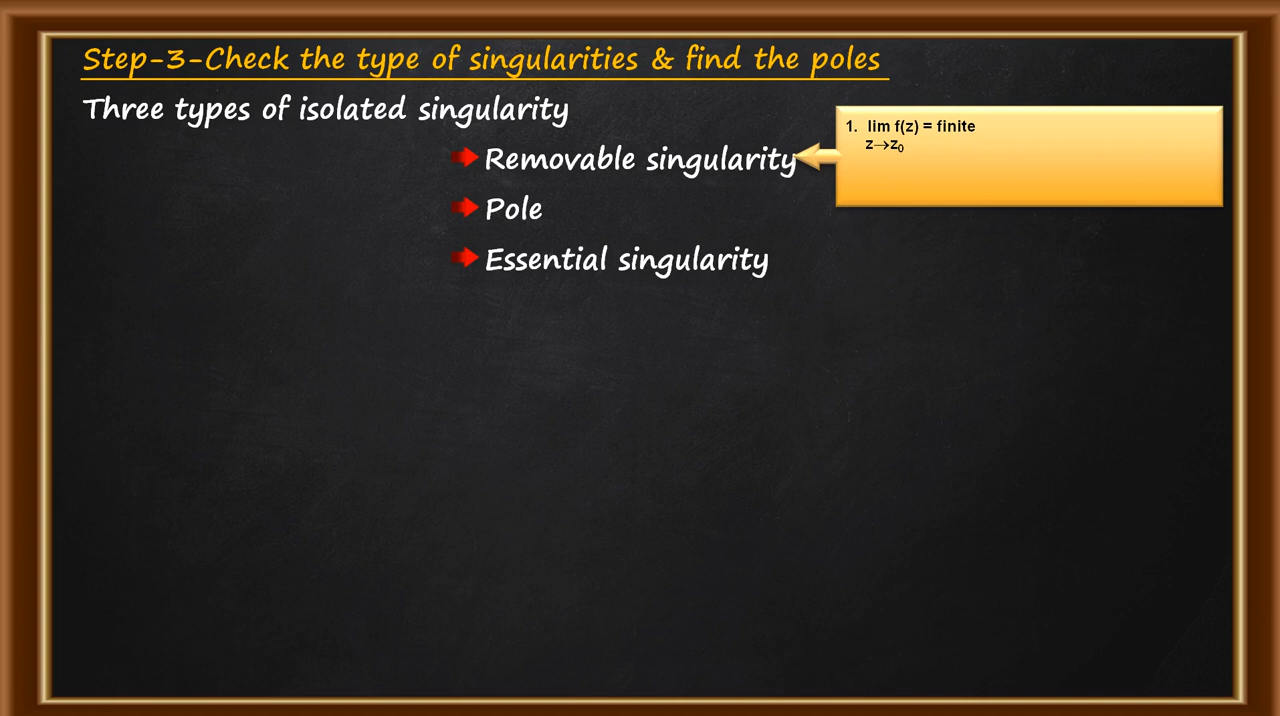 Step-3-Check the type of singularities & find the poles
Three types of isolated singularity
Removable singularity
1. lim f(z) = finite
z→z₀
Pole
Essential singularity